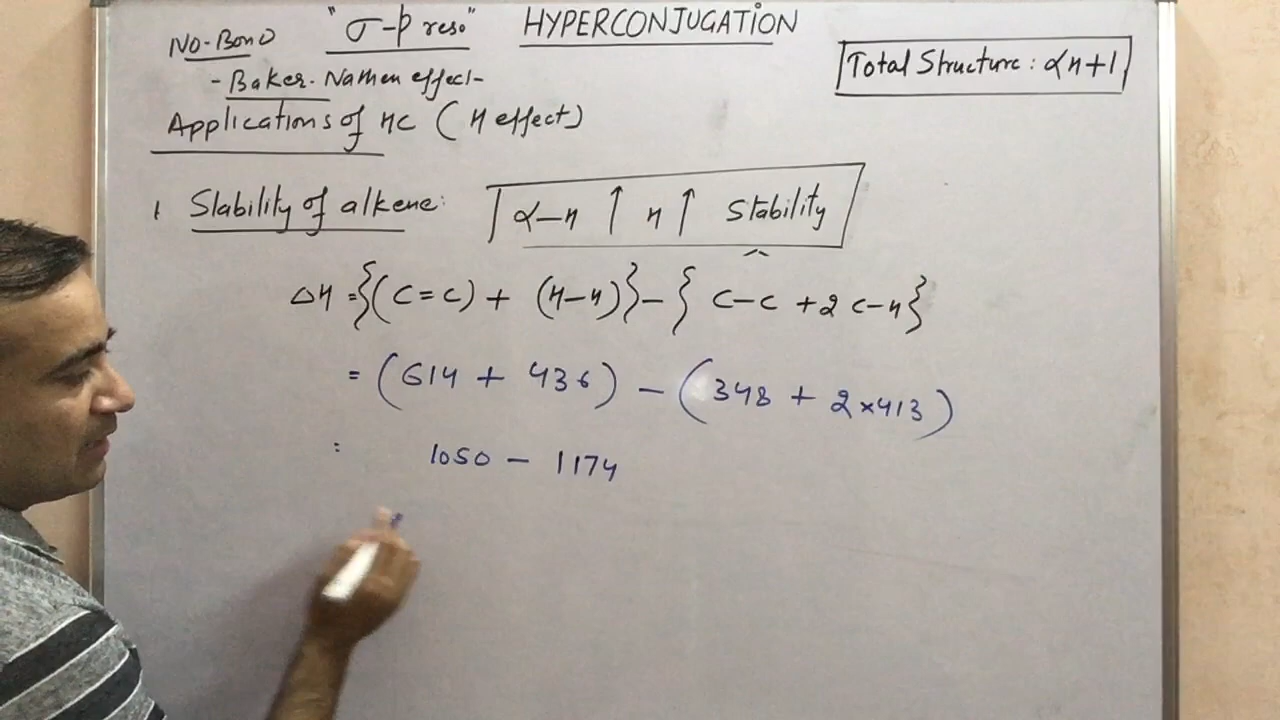 No-Bond "σ-p reso" HYPERCONJUGATION
- Baker-Nathan effect-
Total Structure: αH+1
Applications of HC (H effect)
1 Stability of alkene: α-H ↑ H ↑ Stability
ΔH = {(C=C) + (H-H)} - {C-C + 2 C-H}
= (614 + 436) - (348 + 2×413)
: 1050 - 1174